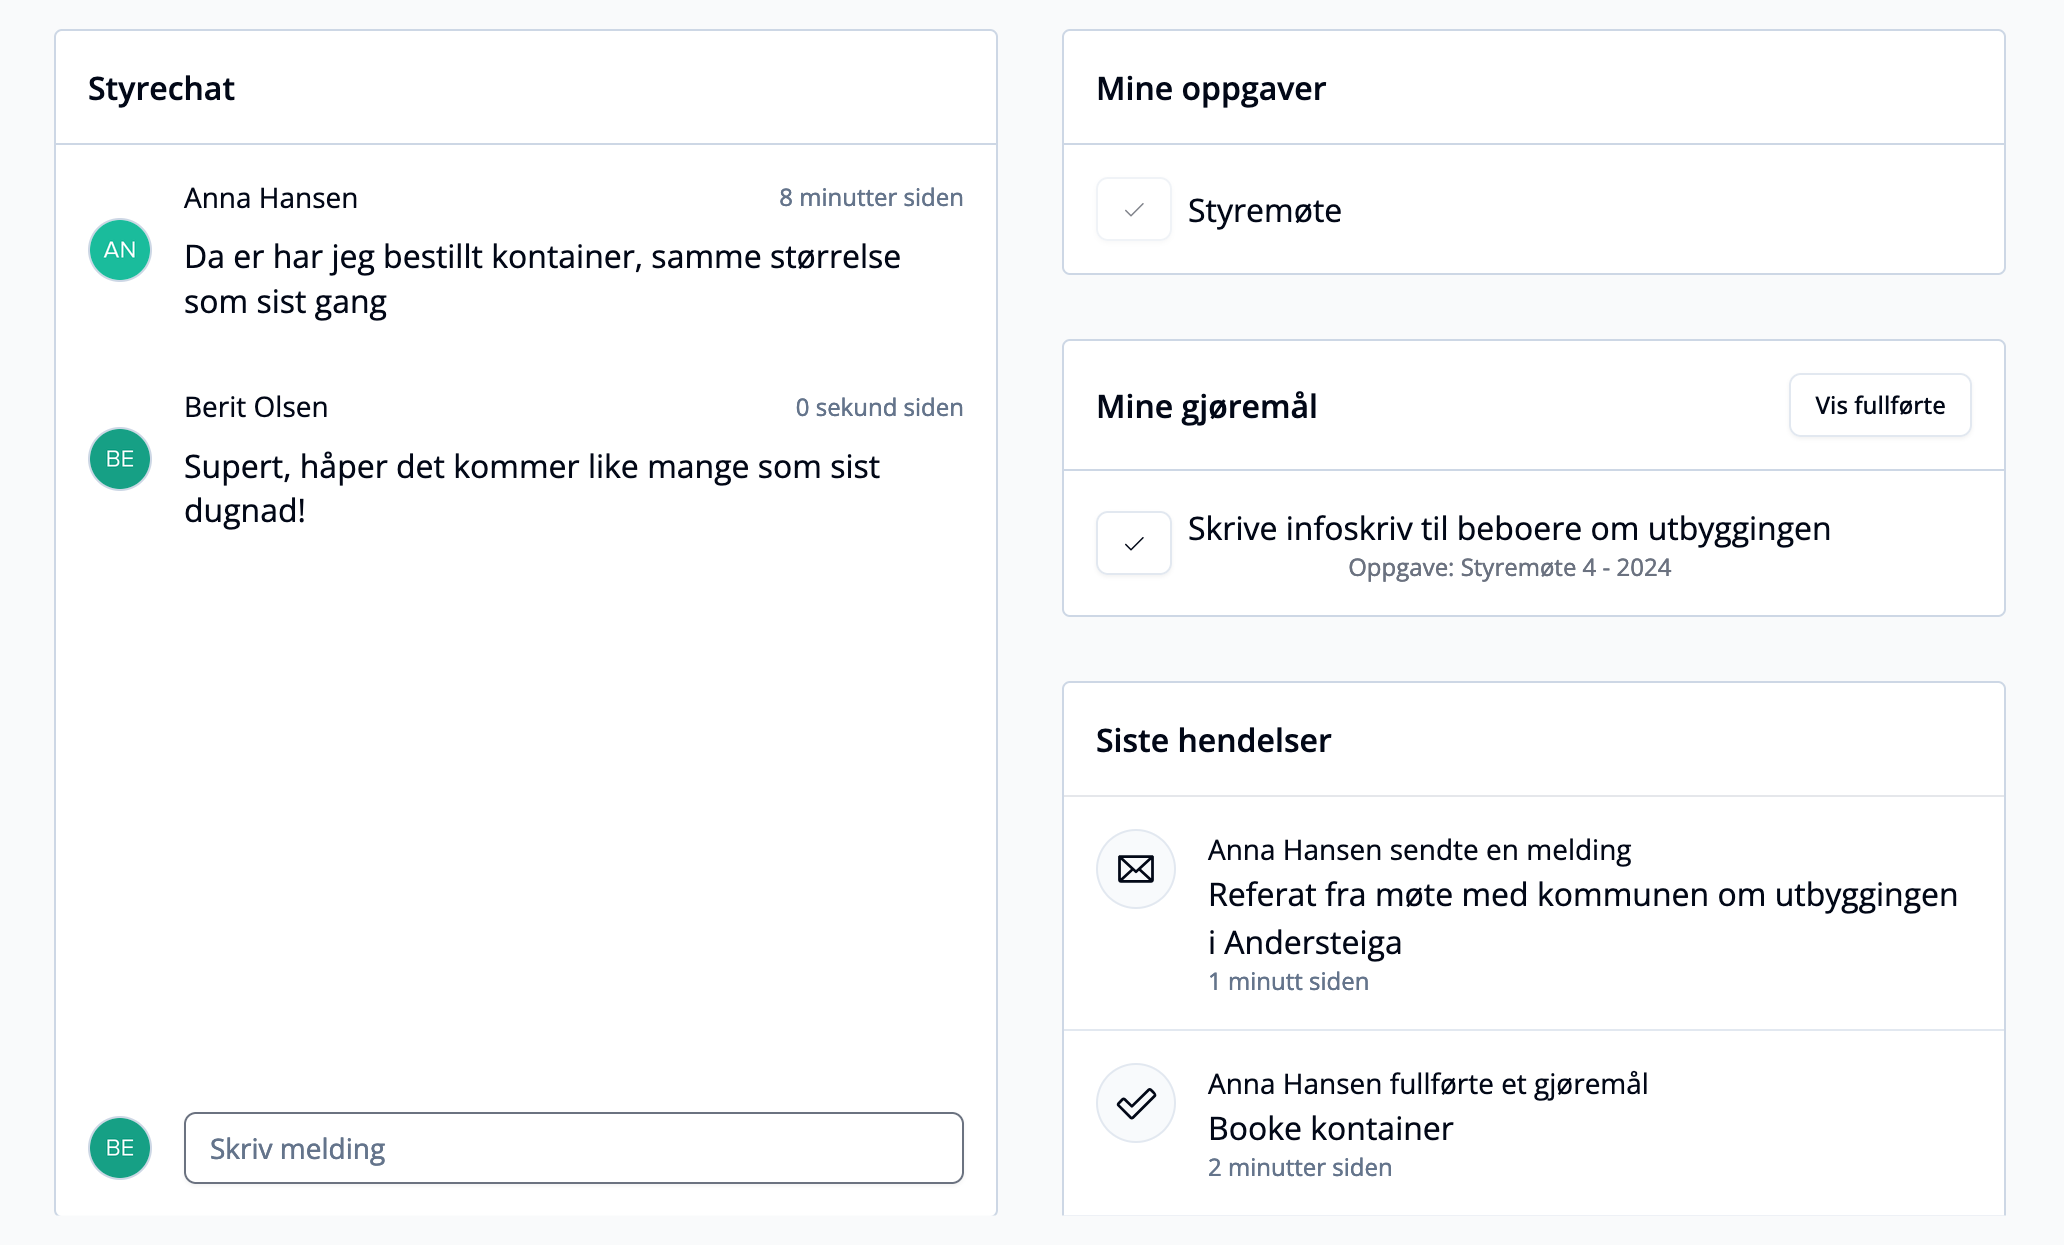 Styrechat
Anna Hansen
8 minutter siden
AN
Da er har jeg bestillt kontainer, samme størrelse
som sist gang
Berit Olsen
0 sekund siden
BE
Supert, håper det kommer like mange som sist
dugnad!
BE
Skriv melding
Mine oppgaver
Styremøte
Mine gjøremål
Vis fullførte
Skrive infoskriv til beboere om utbyggingen
Oppgave: Styremøte 4 - 2024
Siste hendelser
Anna Hansen sendte en melding
Referat fra møte med kommunen om utbyggingen
i Andersteiga
1 minutt siden
Anna Hansen fullførte et gjøremål
Booke kontainer
2 minutter siden